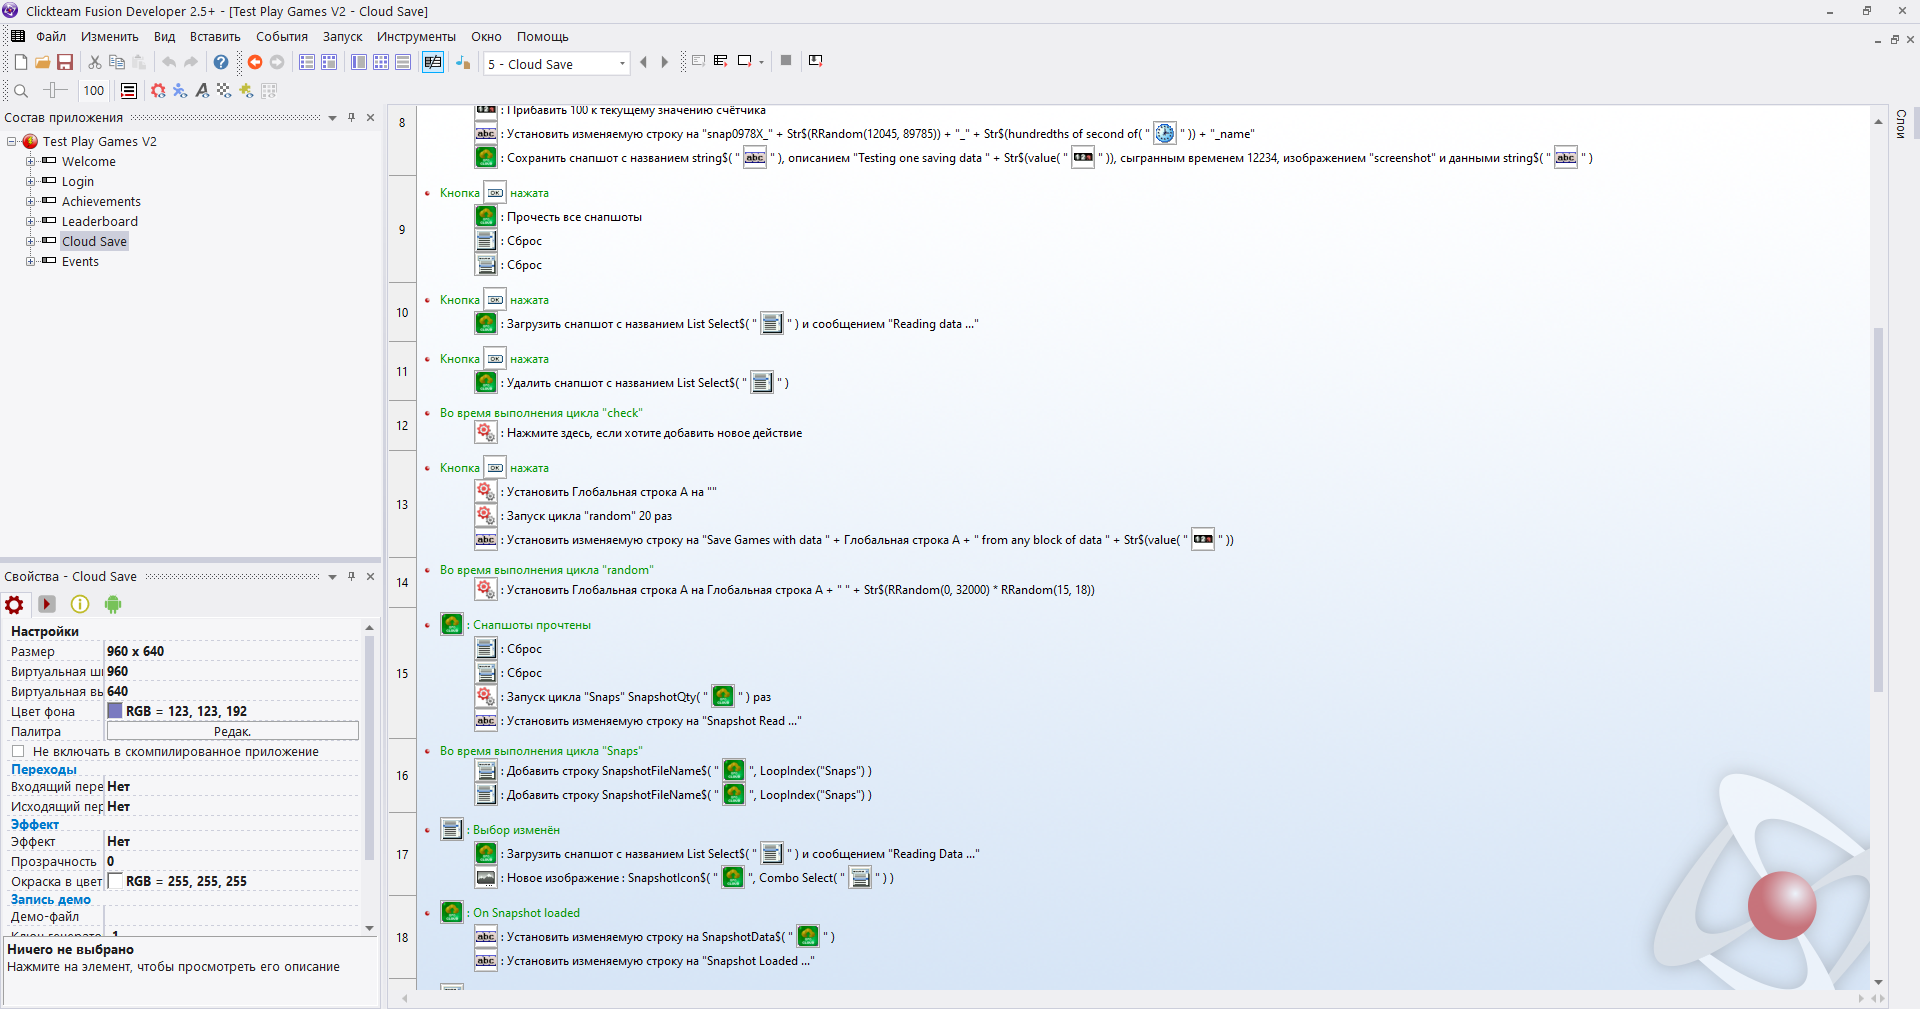 Clickteam Fusion Developer 2.5+ - [Test Play Games V2 - Cloud Save]
Файл Изменить Вид Вставить События Запуск Инструменты Окно Помощь
5 - Cloud Save
100
Состав приложения
Test Play Games V2
Welcome
Login
Achievements
Leaderboard
Cloud Save
Events
Свойства - Cloud Save
Настройки
Размер 960 x 640
Виртуальная ши 960
Виртуальная вы 640
Цвет фона RGB = 123, 123, 192
Палитра Редак.
Не включать в скомпилированное приложение
Переходы
Входящий пере Нет
Исходящий пер Нет
Эффект
Эффект Нет
Прозрачность 0
Окраска в цвет RGB = 255, 255, 255
Запись демо
Демо-файл
Ничего не выбрано
Нажмите на элемент, чтобы просмотреть его описание
8
: Прибавить 100 к текущему значению счётчика
: Установить изменяемую строку на "snap0978X_" + Str$(RRandom(12045, 89785)) + "_" + Str$(hundredths of second of( " " )) + "_name"
: Сохранить снапшот с названием string$( " abc " ), описанием "Testing one saving data " + Str$(value( " " )), сыгранным временем 12234, изображением "screenshot" и данными string$( " abc " )
9
Кнопка OK нажата
: Прочесть все снапшоты
: Сброс
: Сброс
10
Кнопка OK нажата
: Загрузить снапшот с названием List Select$( " " ) и сообщением "Reading data ..."
11
Кнопка OK нажата
: Удалить снапшот с названием List Select$( " " )
12
Во время выполнения цикла "check"
: Нажмите здесь, если хотите добавить новое действие
13
Кнопка OK нажата
: Установить Глобальная строка A на ""
: Запуск цикла "random" 20 раз
abc : Установить изменяемую строку на "Save Games with data " + Глобальная строка A + " from any block of data " + Str$(value( " " ))
14
Во время выполнения цикла "random"
: Установить Глобальная строка A на Глобальная строка A + " " + Str$(RRandom(0, 32000) * RRandom(15, 18))
15
: Снапшоты прочтены
: Сброс
: Сброс
: Запуск цикла "Snaps" SnapshotQty( " " ) раз
abc : Установить изменяемую строку на "Snapshot Read ..."
16
Во время выполнения цикла "Snaps"
: Добавить строку SnapshotFileName$( " ", LoopIndex("Snaps") )
: Добавить строку SnapshotFileName$( " ", LoopIndex("Snaps") )
17
: Выбор изменён
: Загрузить снапшот с названием List Select$( " " ) и сообщением "Reading Data ..."
: Новое изображение : SnapshotIcon$( " ", Combo Select( " " ) )
18
: On Snapshot loaded
abc : Установить изменяемую строку на SnapshotData$( " " )
abc : Установить изменяемую строку на "Snapshot Loaded ..."
Слои